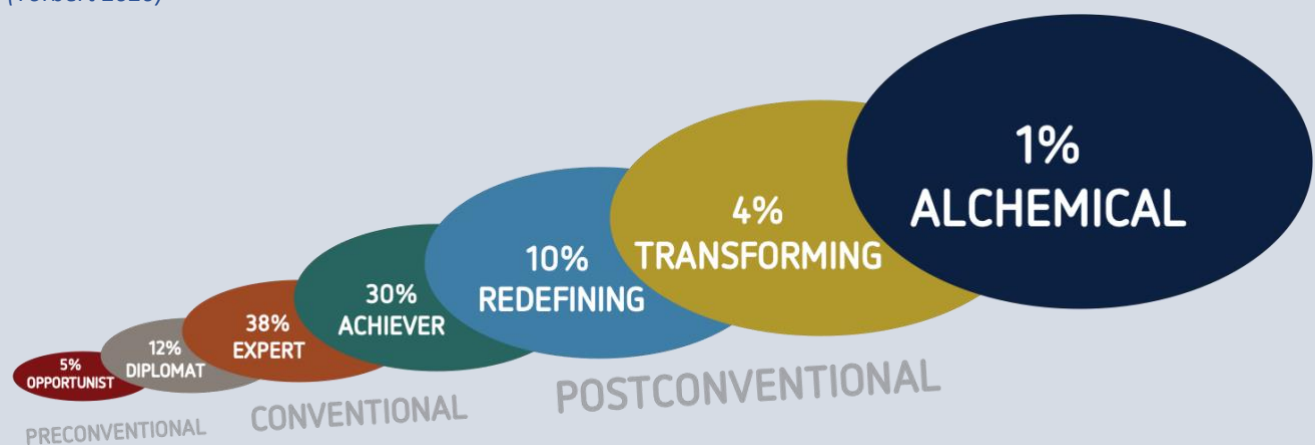 5%
OPPORTUNIST
12%
DIPLOMAT
38%
EXPERT
30%
ACHIEVER
10%
REDEFINING
4%
TRANSFORMING
1%
ALCHEMICAL
PRECONVENTIONAL
CONVENTIONAL
POSTCONVENTIONAL